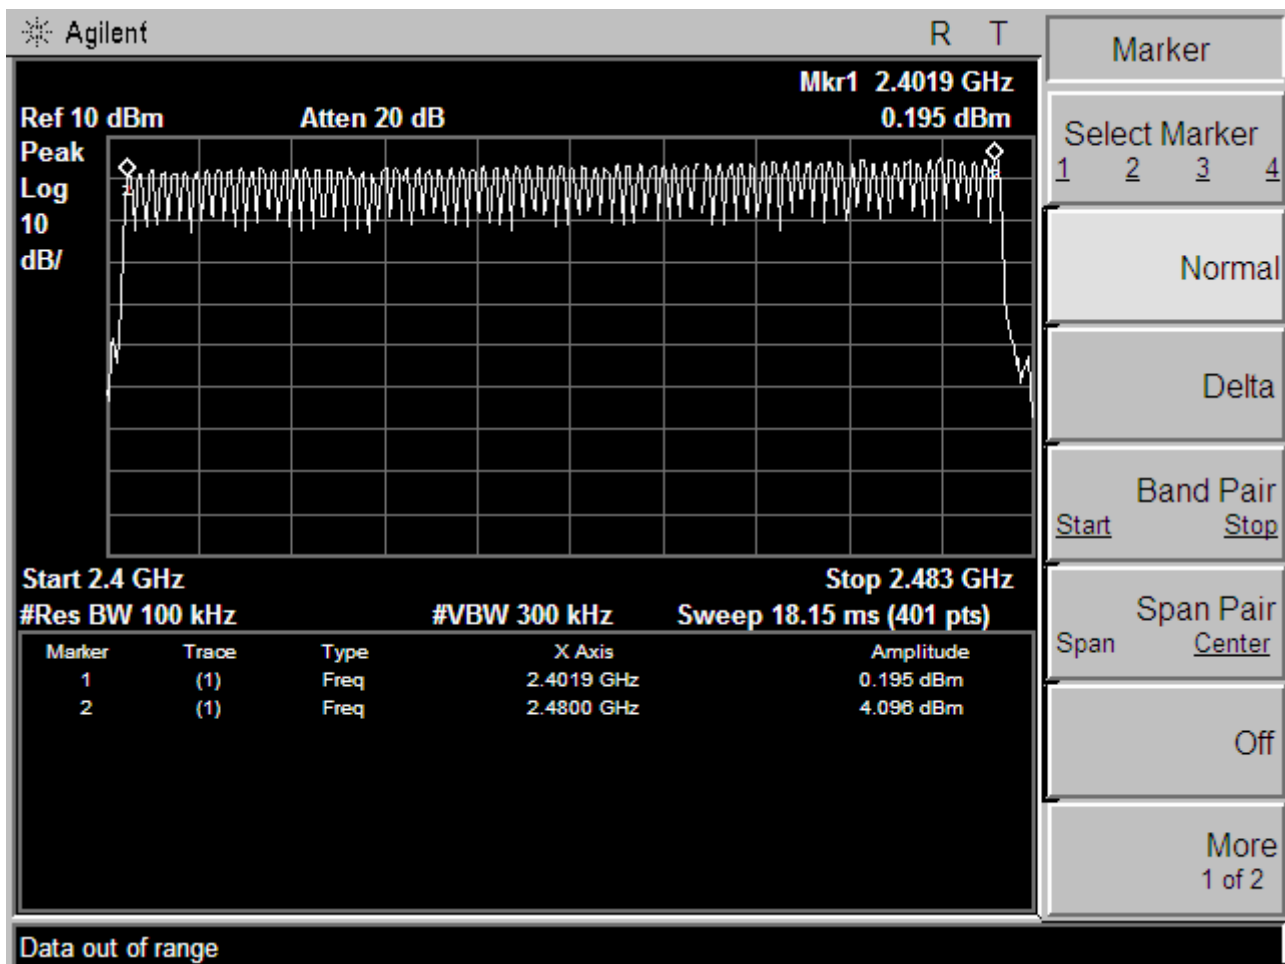 Agilent
R T
Mkr1 2.4019 GHz
Ref 10 dBm Atten 20 dB 0.195 dBm
Peak
Log
10
dB/
Start 2.4 GHz Stop 2.483 GHz
#Res BW 100 kHz #VBW 300 kHz Sweep 18.15 ms (401 pts)
Marker Trace Type X Axis Amplitude
1 (1) Freq 2.4019 GHz 0.195 dBm
2 (1) Freq 2.4800 GHz 4.096 dBm
Data out of range
Marker
Select Marker
1 2 3 4
Normal
Delta
Band Pair
Start Stop
Span Pair
Span Center
Off
More
1 of 2